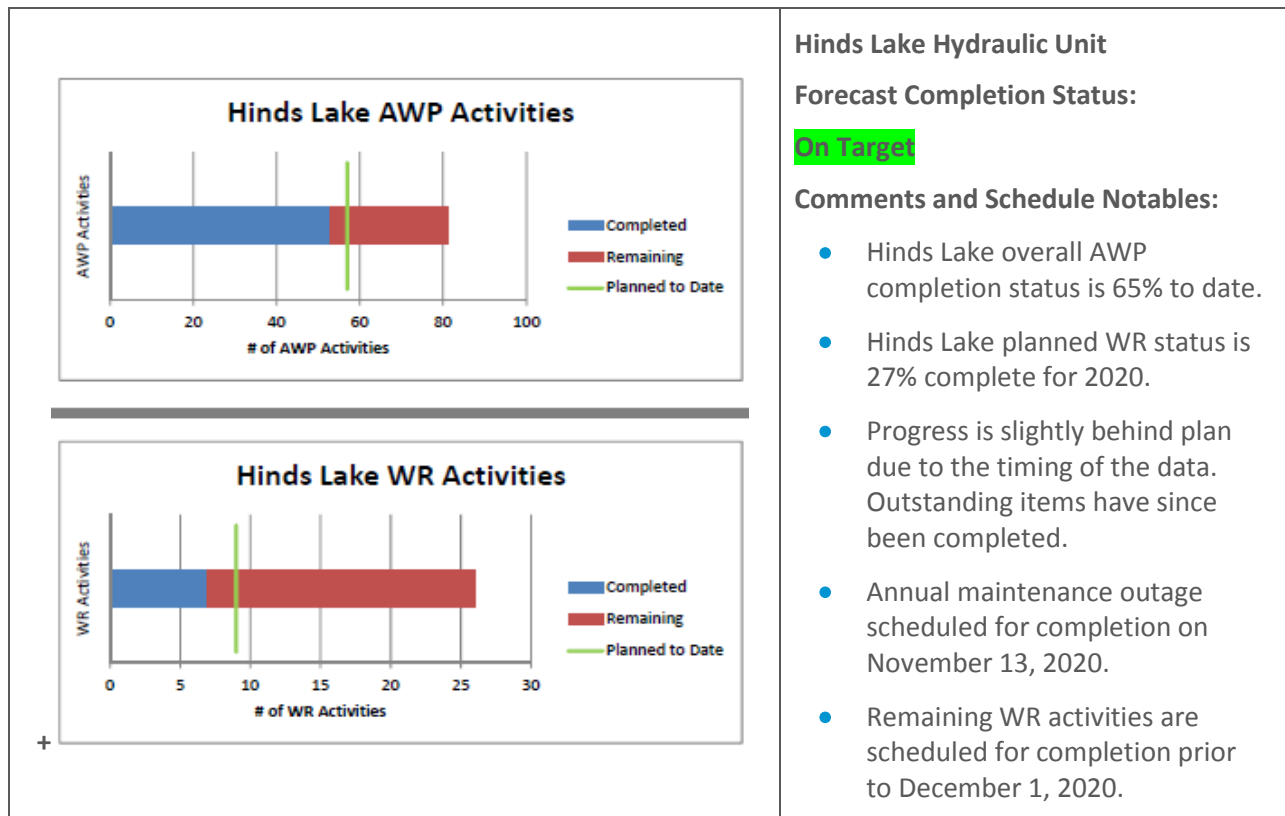 Hinds Lake AWP Activities
AWP Activities
Completed
Remaining
Planned to Date
0 20 40 60 80 100
# of AWP Activities
Hinds Lake WR Activities
WR Activities
Completed
Remaining
Planned to Date
0 5 10 15 20 25 30
# of WR Activities
+
Hinds Lake Hydraulic Unit
Forecast Completion Status:
On Target
Comments and Schedule Notables:
• Hinds Lake overall AWP
completion status is 65% to date.
• Hinds Lake planned WR status is
27% complete for 2020.
• Progress is slightly behind plan
due to the timing of the data.
Outstanding items have since
been completed.
• Annual maintenance outage
scheduled for completion on
November 13, 2020.
• Remaining WR activities are
scheduled for completion prior
to December 1, 2020.